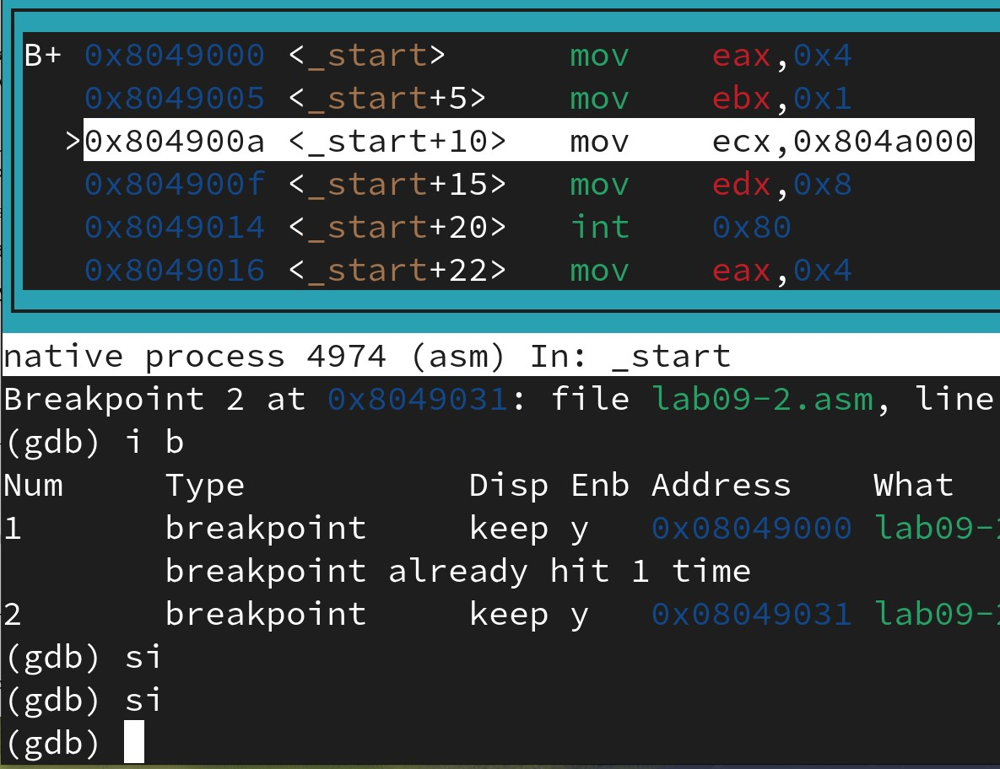 B+ 0x8049000 <_start> mov eax,0x4
0x8049005 <_start+5> mov ebx,0x1
>0x804900a <_start+10> mov ecx,0x804a000
0x804900f <_start+15> mov edx,0x8
0x8049014 <_start+20> int 0x80
0x8049016 <_start+22> mov eax,0x4
native process 4974 (asm) In: _start
Breakpoint 2 at 0x8049031: file lab09-2.asm, line
(gdb) i b
Num Type Disp Enb Address What
1 breakpoint keep y 0x08049000 lab09-2
breakpoint already hit 1 time
2 breakpoint keep y 0x08049031 lab09-2
(gdb) si
(gdb) si
(gdb)